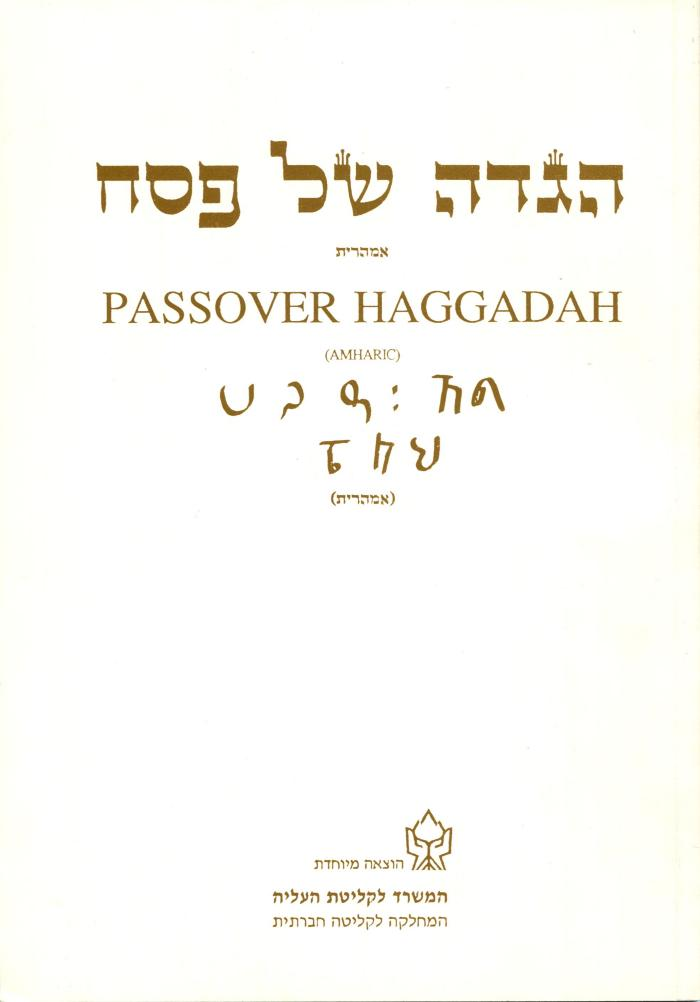 הגדה של פסח
אמהרית
PASSOVER HAGGADAH
(AMHARIC)
(אמהרית)
הוצאה מיוחדת
המשרד לקליטת העליה
המחלקה לקליטה חברתית